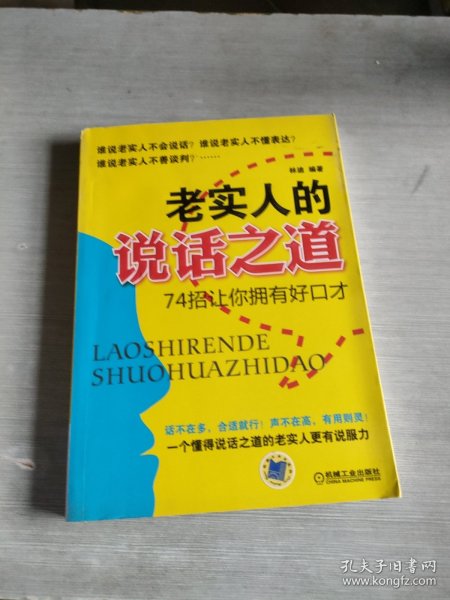 谁说老实人不会说话？谁说老实人不懂表达？
谁说老实人不善谈判？……
编著
老实人的
说话之道
74招让你拥有好口才
LAOSHIRENDE
SHUOHUAZHIDAO
话不在多，合适就行！声不在高，有用则灵！
一个懂得说话之道的老实人更有说服力
机械工业出版社
CHINA MACHINE PRESS
孔夫子旧书网
www.kongfz.com